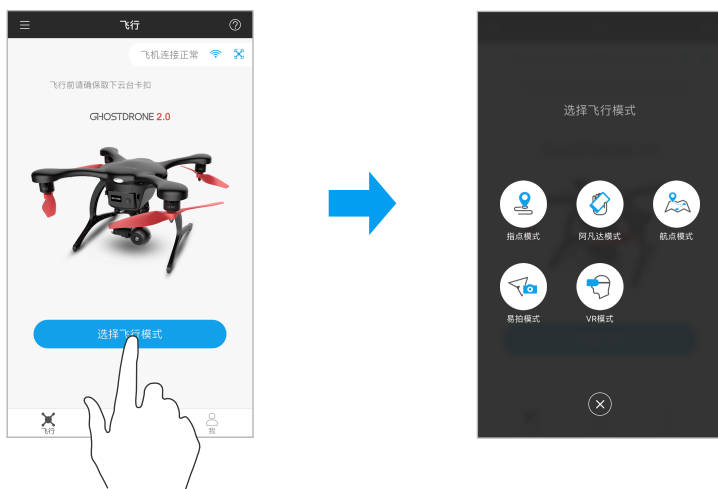 飞行
飞机连接正常
飞行前请确保取下云台卡扣
GHOSTDRONE 2.0
选择飞行模式
飞行
我
选择飞行模式
指点模式
阿凡达模式
航点模式
易拍模式
VR模式